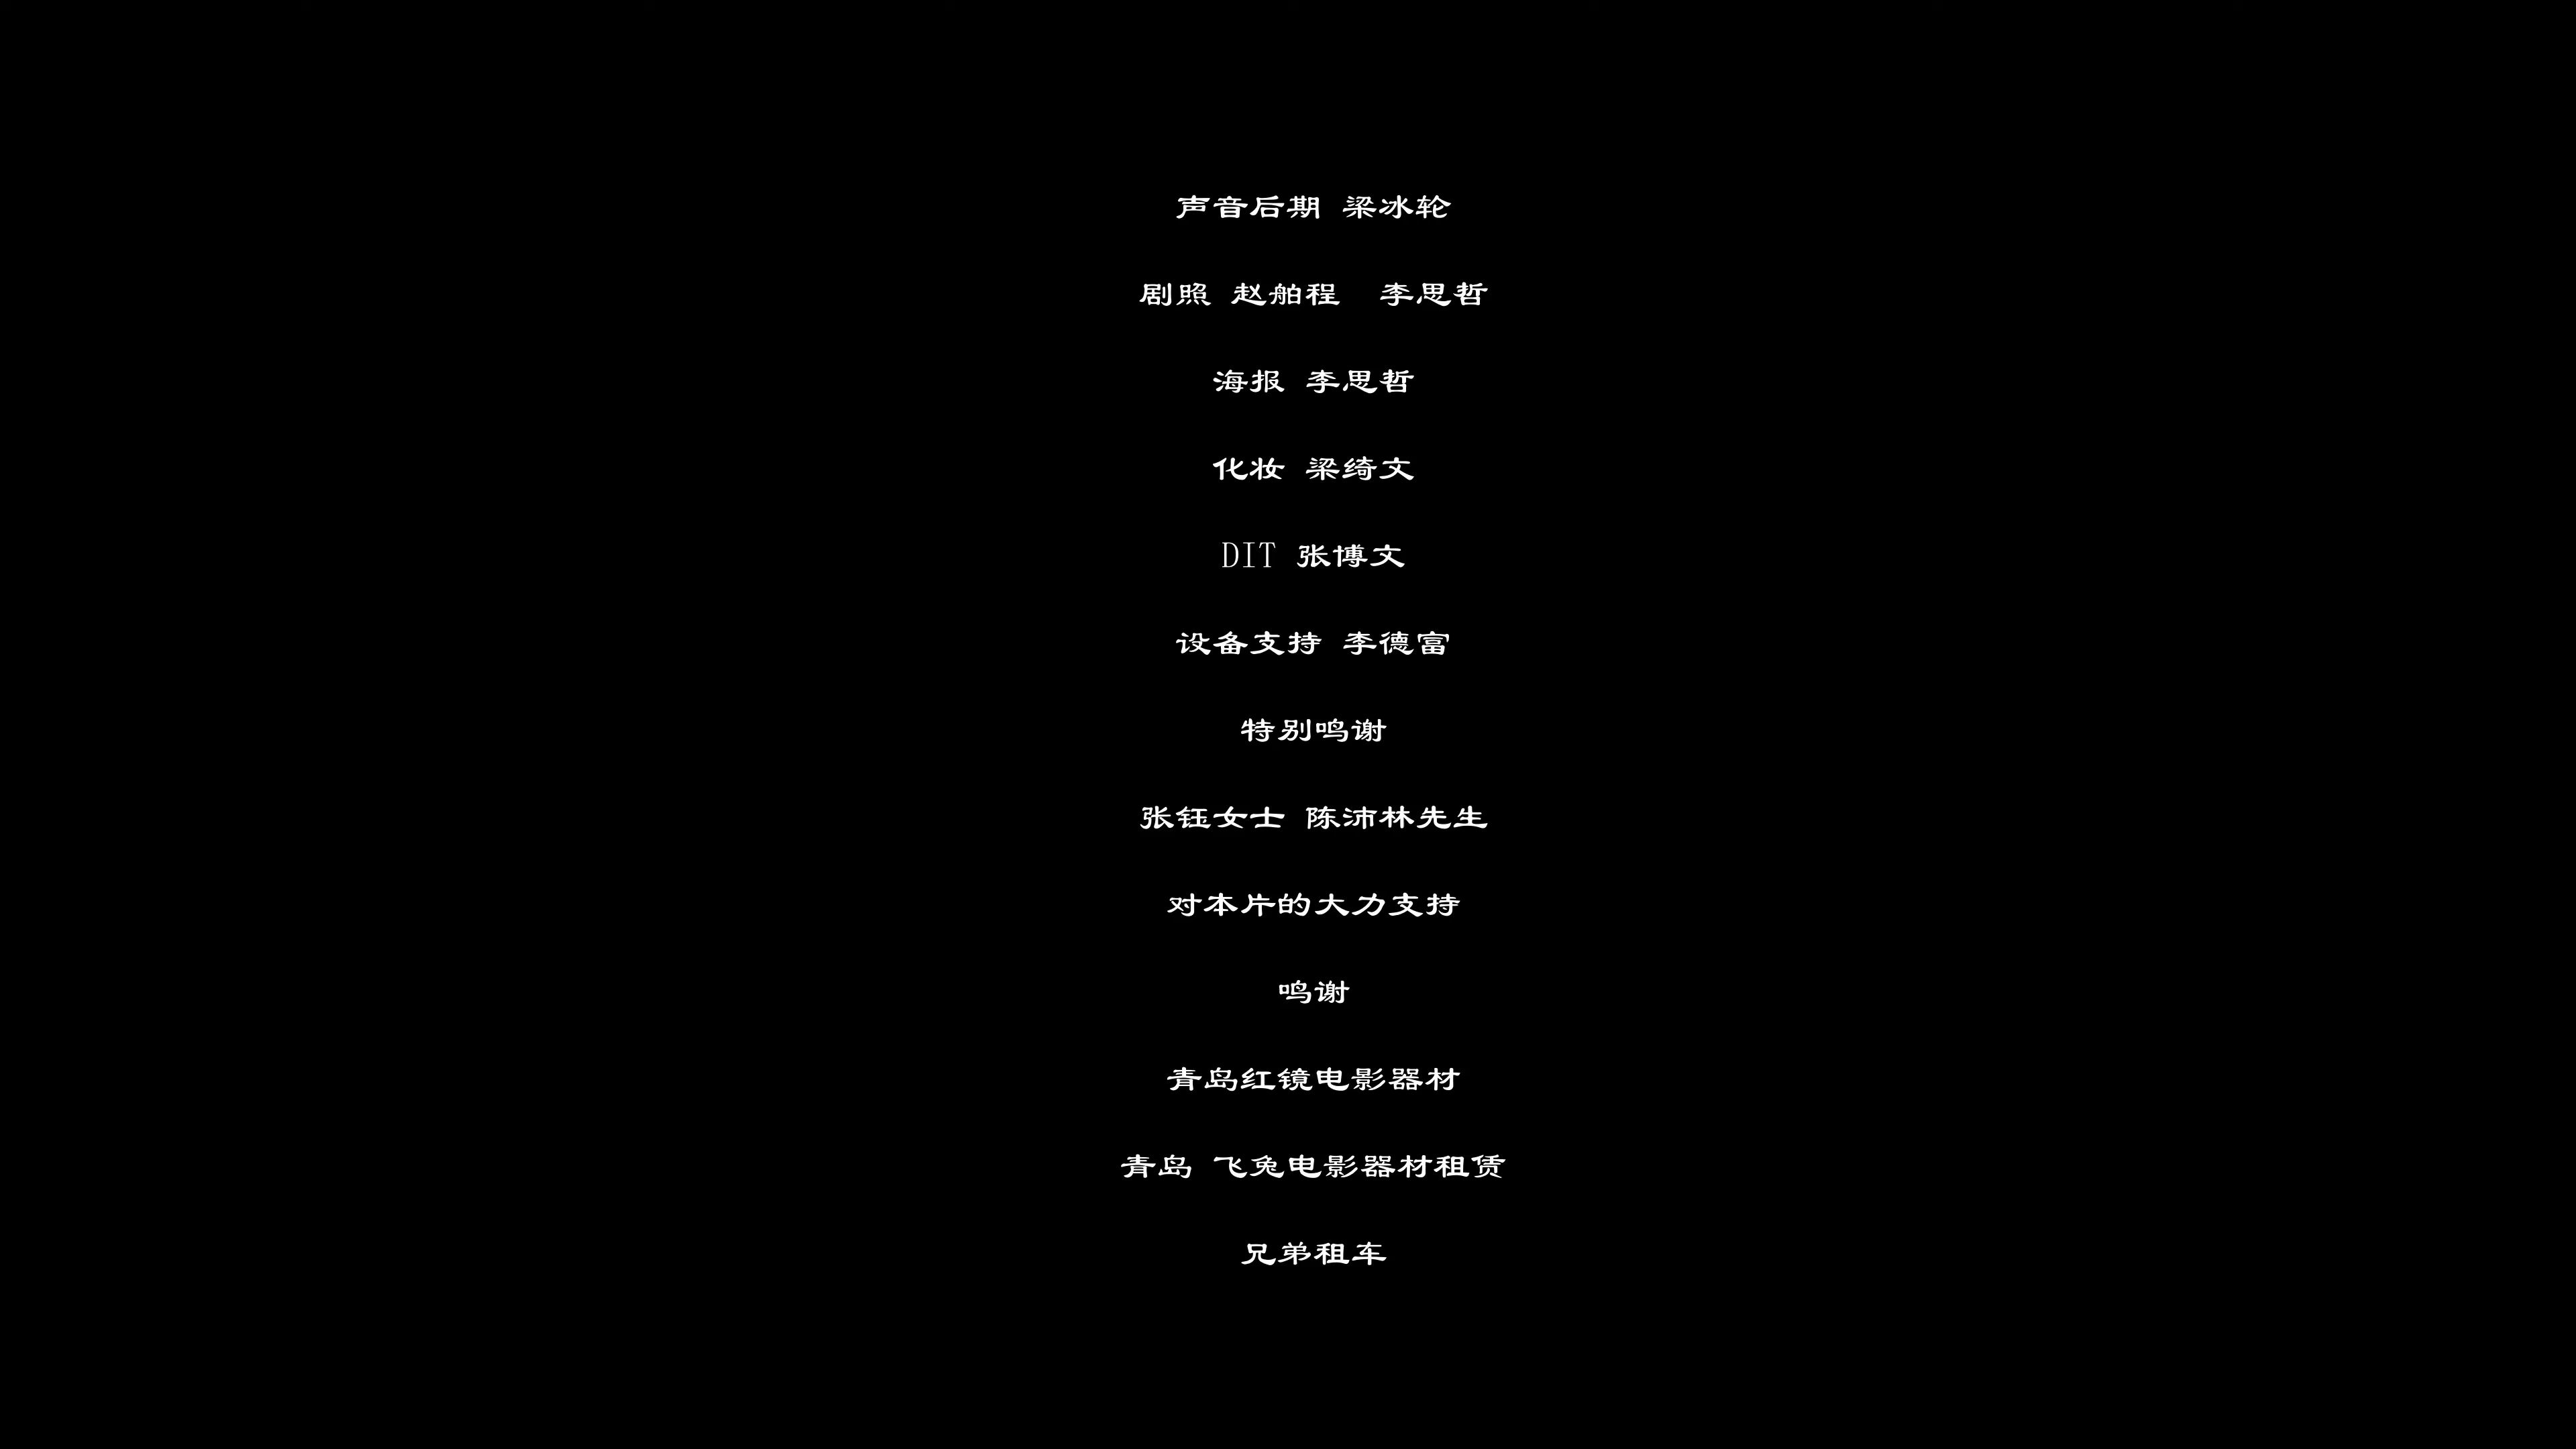 声音后期 梁冰轮
剧照 赵舶程 李思哲
海报 李思哲
化妆 梁绮文
DIT 张博文
设备支持 李德富
特别鸣谢
张钰女士 陈沛林先生
对本片的大力支持
鸣谢
青岛红镜电影器材
青岛 飞兔电影器材租赁
兄弟租车